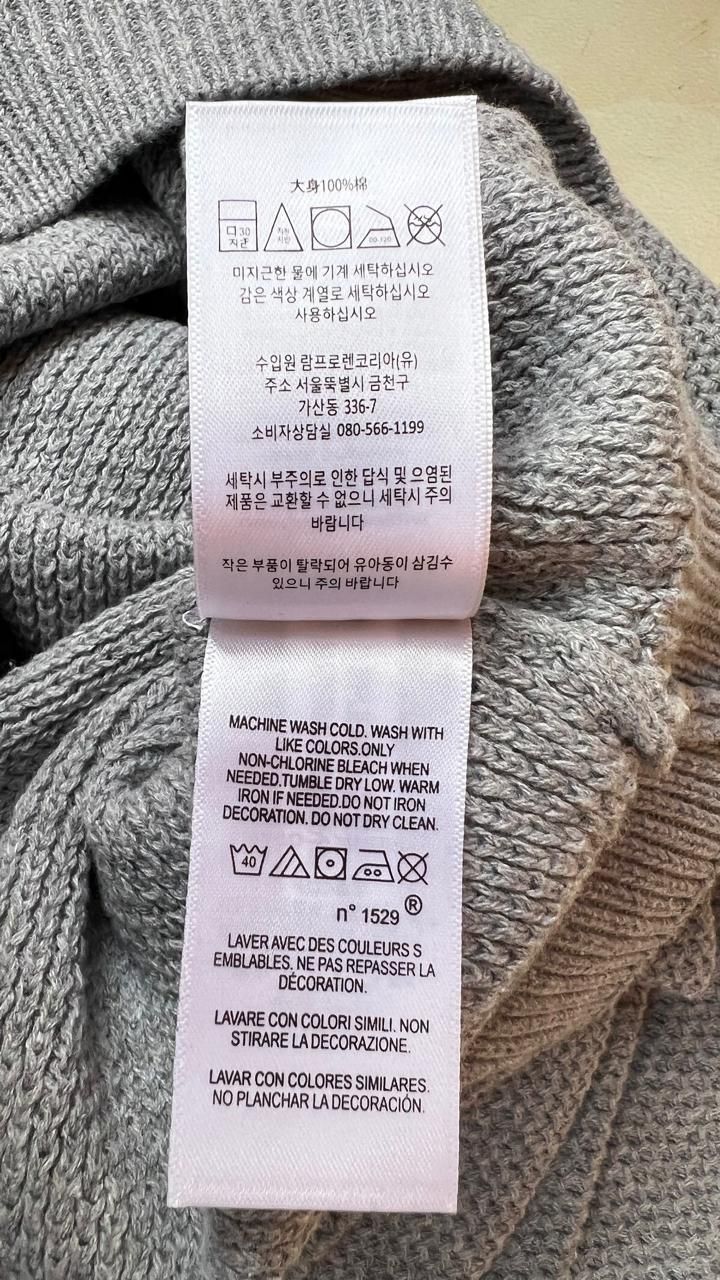 大身100%棉
30
미지근한 물에 기계 세탁하십시오
감은 색상 계열로 세탁하십시오
사용하십시오
수입원 람프로렌코리아(유)
주소 서울뚝별시 금천구
가산동 336-7
소비자상담실 080-566-1199
세탁시 부주의로 인한 답식 및 으염된
제품은 교환할 수 없으니 세탁시 주의
바람니다
작은 부품이 탈락되어 유아동이 삼김수
있으니 주의 바랍니다
MACHINE WASH COLD. WASH WITH
LIKE COLORS.ONLY
NON-CHLORINE BLEACH WHEN
NEEDED.TUMBLE DRY LOW. WARM
IRON IF NEEDED.DO NOT IRON
DECORATION. DO NOT DRY CLEAN.
40
n° 1529 ®
LAVER AVEC DES COULEURS S
EMBLABLES. NE PAS REPASSER LA
DÉCORATION.
LAVARE CON COLORI SIMILI. NON
STIRARE LA DECORAZIONE.
LAVAR CON COLORES SIMILARES.
NO PLANCHAR LA DECORACIÓN.